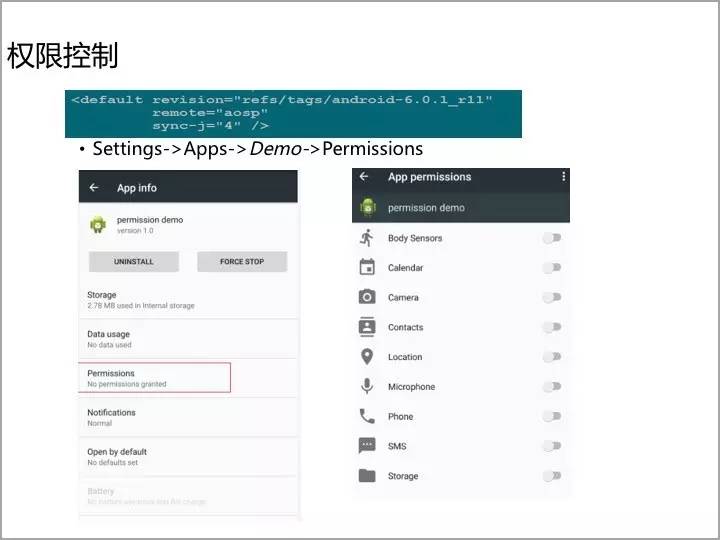 权限控制
<default revision="refs/tags/android-6.0.1_r11"
remote="aosp"
sync-j="4" />
• Settings->Apps->Demo->Permissions
App info
permission demo
version 1.0
UNINSTALL
FORCE STOP
Storage
2.78 MB used in Internal storage
Data usage
No data used
Permissions
No permissions granted
Notifications
Normal
Open by default
No defaults set
Battery
App permissions
permission demo
Body Sensors
Calendar
Camera
Contacts
Location
Microphone
Phone
SMS
Storage